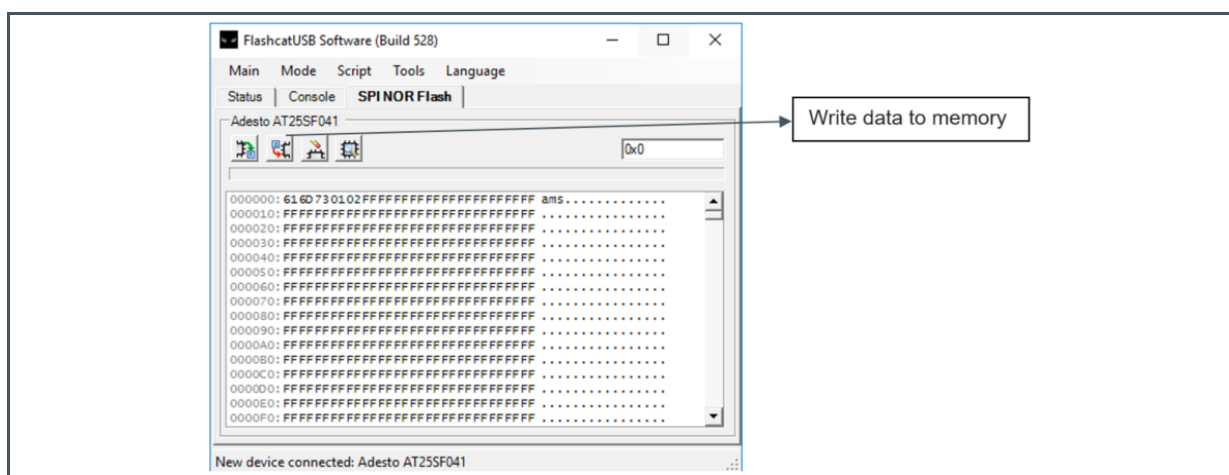 FlashcatUSB Software (Build 528)
Main Mode Script Tools Language
Status Console SPI NOR Flash
Adesto AT25SF041
Write data to memory
0x0
000000: 616D730102FFFFFFFFFFFFFFFFFFFFFF ams.............
000010: FFFFFFFFFFFFFFFFFFFFFFFFFFFFFFFF ................
000020: FFFFFFFFFFFFFFFFFFFFFFFFFFFFFFFF ................
000030: FFFFFFFFFFFFFFFFFFFFFFFFFFFFFFFF ................
000040: FFFFFFFFFFFFFFFFFFFFFFFFFFFFFFFF ................
000050: FFFFFFFFFFFFFFFFFFFFFFFFFFFFFFFF ................
000060: FFFFFFFFFFFFFFFFFFFFFFFFFFFFFFFF ................
000070: FFFFFFFFFFFFFFFFFFFFFFFFFFFFFFFF ................
000080: FFFFFFFFFFFFFFFFFFFFFFFFFFFFFFFF ................
000090: FFFFFFFFFFFFFFFFFFFFFFFFFFFFFFFF ................
0000A0: FFFFFFFFFFFFFFFFFFFFFFFFFFFFFFFF ................
0000B0: FFFFFFFFFFFFFFFFFFFFFFFFFFFFFFFF ................
0000C0: FFFFFFFFFFFFFFFFFFFFFFFFFFFFFFFF ................
0000D0: FFFFFFFFFFFFFFFFFFFFFFFFFFFFFFFF ................
0000E0: FFFFFFFFFFFFFFFFFFFFFFFFFFFFFFFF ................
0000F0: FFFFFFFFFFFFFFFFFFFFFFFFFFFFFFFF ................
New device connected: Adesto AT25SF041